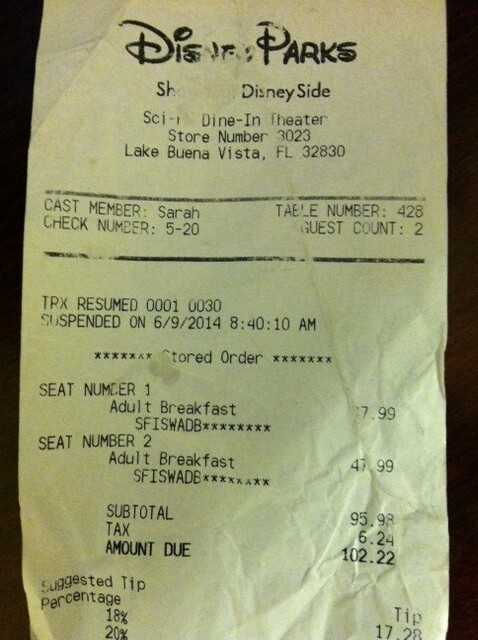 Disney Parks
Disney Side
Dine-In Theater
Store Number 3023
Lake Buena Vista, FL 32830
CAST MEMBER: Sarah TABLE NUMBER: 428
CHECK NUMBER: 5-20 GUEST COUNT: 2
TRX RESUMED 0001 0030
SUSPENDED ON 6/9/2014 8:40:10 AM
******* Stored Order *******
SEAT NUMBER 1
Adult Breakfast 7.99
SFISWADB********
SEAT NUMBER 2
Adult Breakfast 47.99
SFISWADB********
SUBTOTAL 95.98
TAX 6.24
AMOUNT DUE 102.22
Suggested Tip
Percentage Tip
18% 17.28
20%